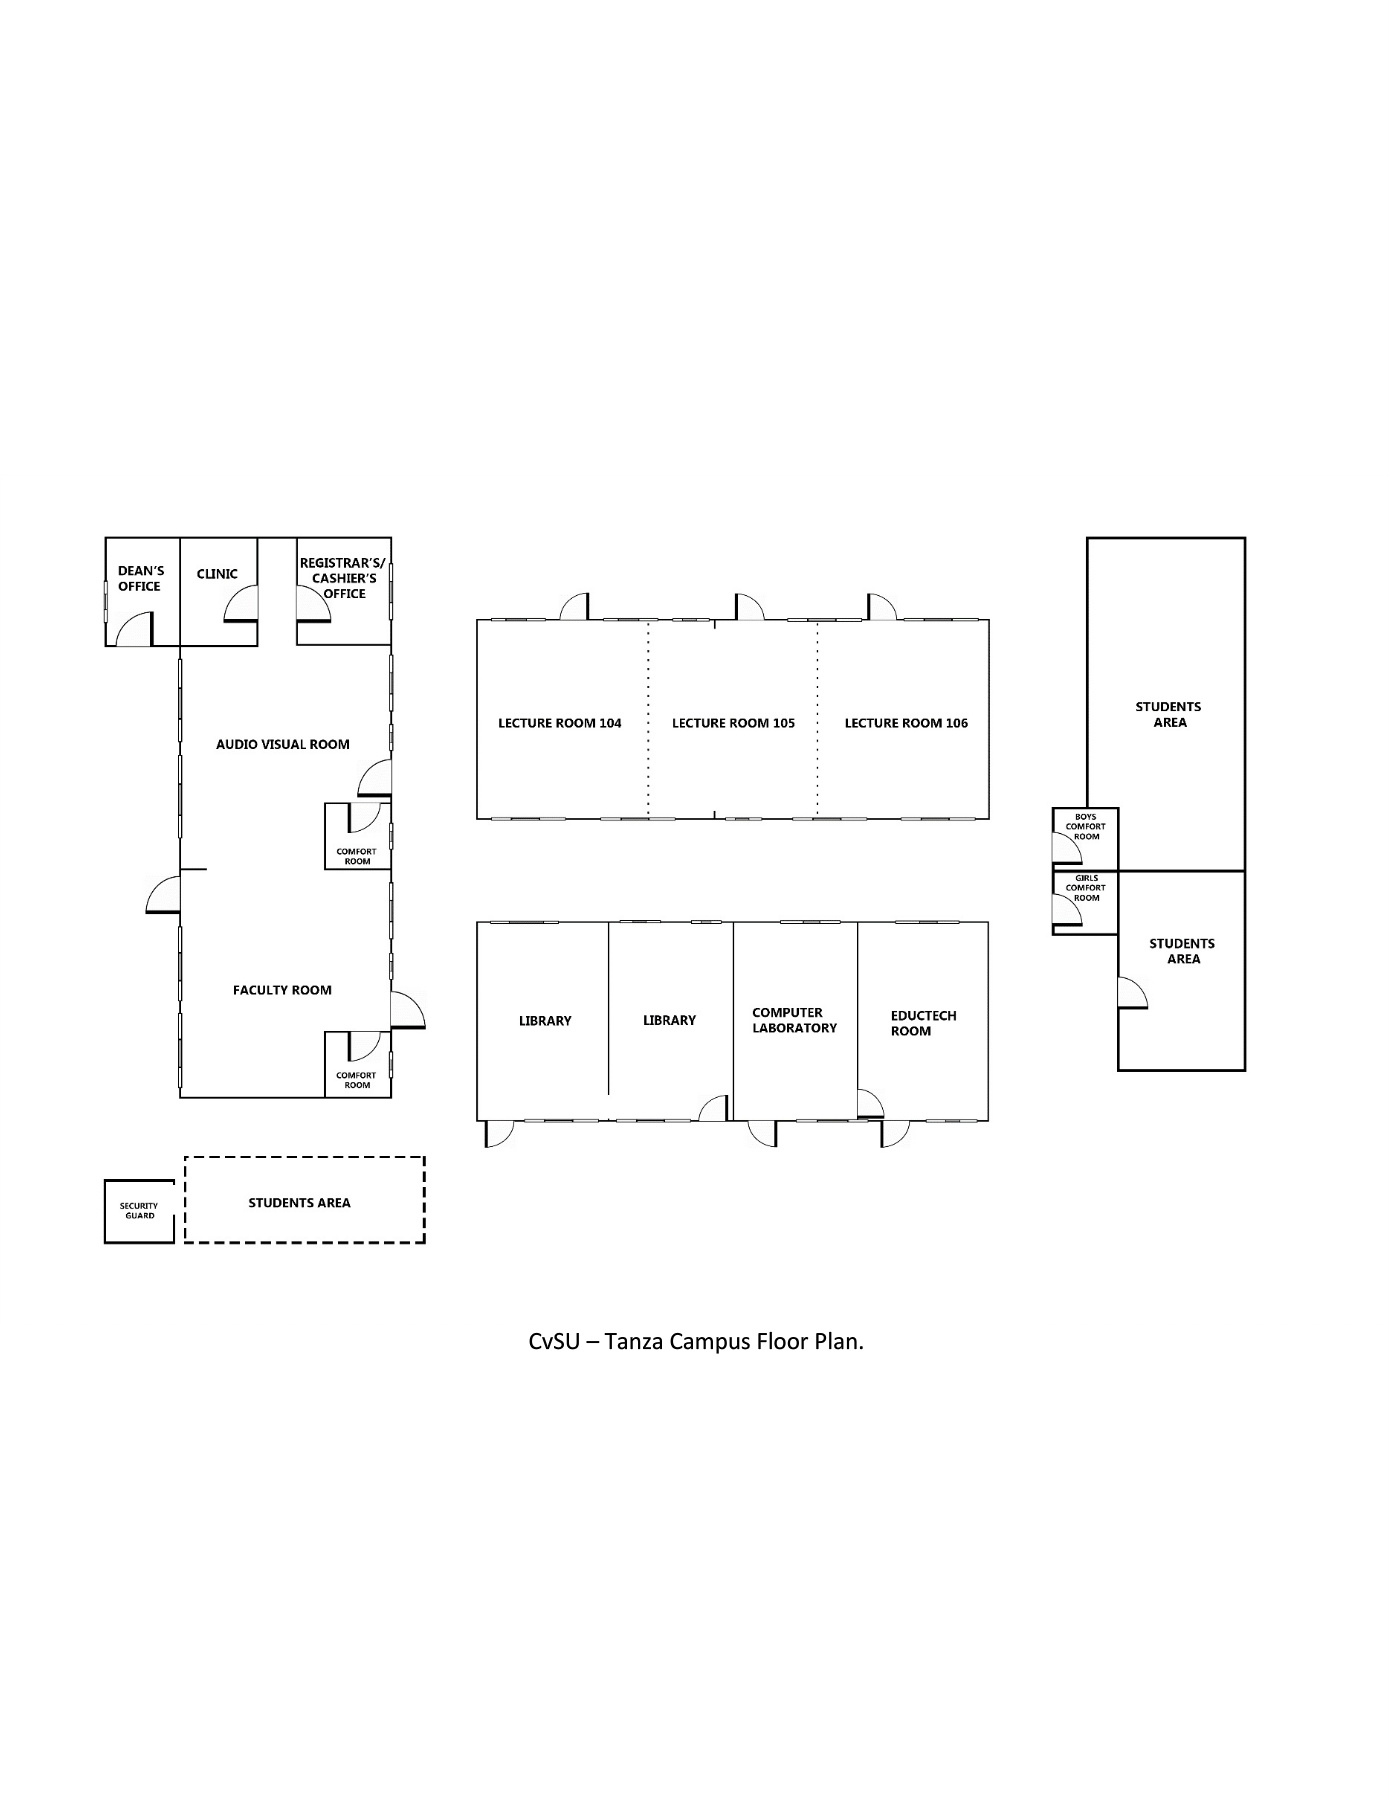 DEAN'S
OFFICE
CLINIC
REGISTRAR'S/
CASHIER'S
OFFICE
AUDIO VISUAL ROOM
COMFORT
ROOM
FACULTY ROOM
COMFORT
ROOM
SECURITY
GUARD
STUDENTS AREA
LECTURE ROOM 104
LECTURE ROOM 105
LECTURE ROOM 106
LIBRARY
LIBRARY
COMPUTER
LABORATORY
EDUCTECH
ROOM
STUDENTS
AREA
BOYS
COMFORT
ROOM
GIRLS
COMFORT
ROOM
STUDENTS
AREA
CvSU – Tanza Campus Floor Plan.